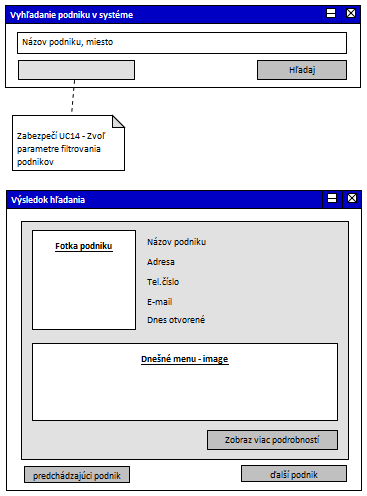 Vyhľadanie podniku v systéme
Názov podniku, miesto
Hľadaj
Zabezpečí UC14 - Zvoľ
parametre filtrovania
podnikov
Výsledok hľadania
Fotka podniku
Názov podniku
Adresa
Tel.číslo
E-mail
Dnes otvorené
Dnešné menu - image
Zobraz viac podrobností
predchádzajúci podnik
ďalší podnik